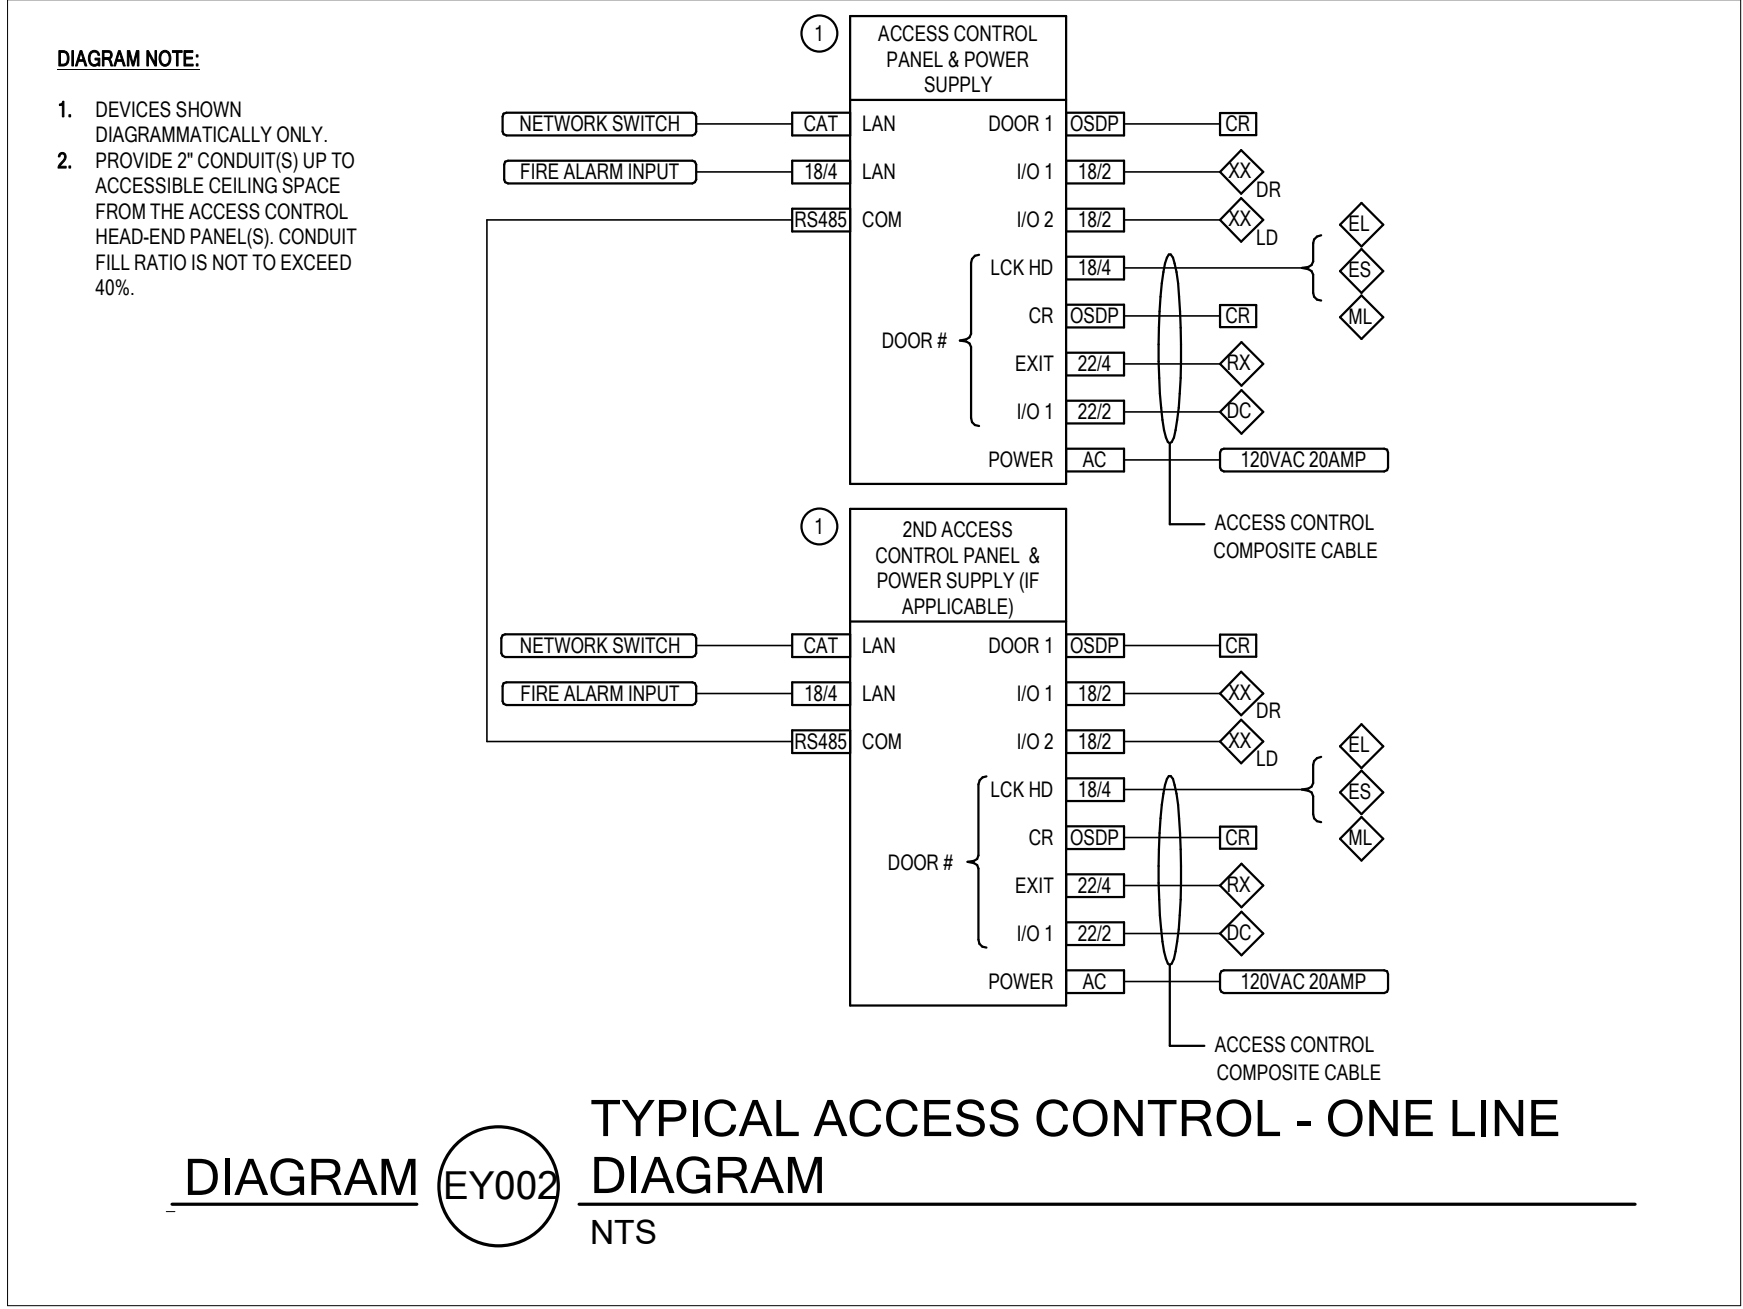 DIAGRAM NOTE:
1. DEVICES SHOWN
DIAGRAMMATICALLY ONLY.
2. PROVIDE 2" CONDUIT(S) UP TO
ACCESSIBLE CEILING SPACE
FROM THE ACCESS CONTROL
HEAD-END PANEL(S). CONDUIT
FILL RATIO IS NOT TO EXCEED
40%.
1
ACCESS CONTROL
PANEL & POWER
SUPPLY
NETWORK SWITCH CAT LAN DOOR 1 OSDP CR
FIRE ALARM INPUT 18/4 LAN I/O 1 18/2 XX
DR
RS485 COM I/O 2 18/2 XX EL
LD
LCK HD 18/4 ES
CR OSDP CR ML
DOOR #
EXIT 22/4 RX
I/O 1 22/2 DC
POWER AC 120VAC 20AMP
ACCESS CONTROL
COMPOSITE CABLE
1
2ND ACCESS
CONTROL PANEL &
POWER SUPPLY (IF
APPLICABLE)
NETWORK SWITCH CAT LAN DOOR 1 OSDP CR
FIRE ALARM INPUT 18/4 LAN I/O 1 18/2 XX
DR
RS485 COM I/O 2 18/2 XX EL
LD
LCK HD 18/4 ES
CR OSDP CR ML
DOOR #
EXIT 22/4 RX
I/O 1 22/2 DC
POWER AC 120VAC 20AMP
ACCESS CONTROL
COMPOSITE CABLE
DIAGRAM EY002
TYPICAL ACCESS CONTROL - ONE LINE
DIAGRAM
NTS